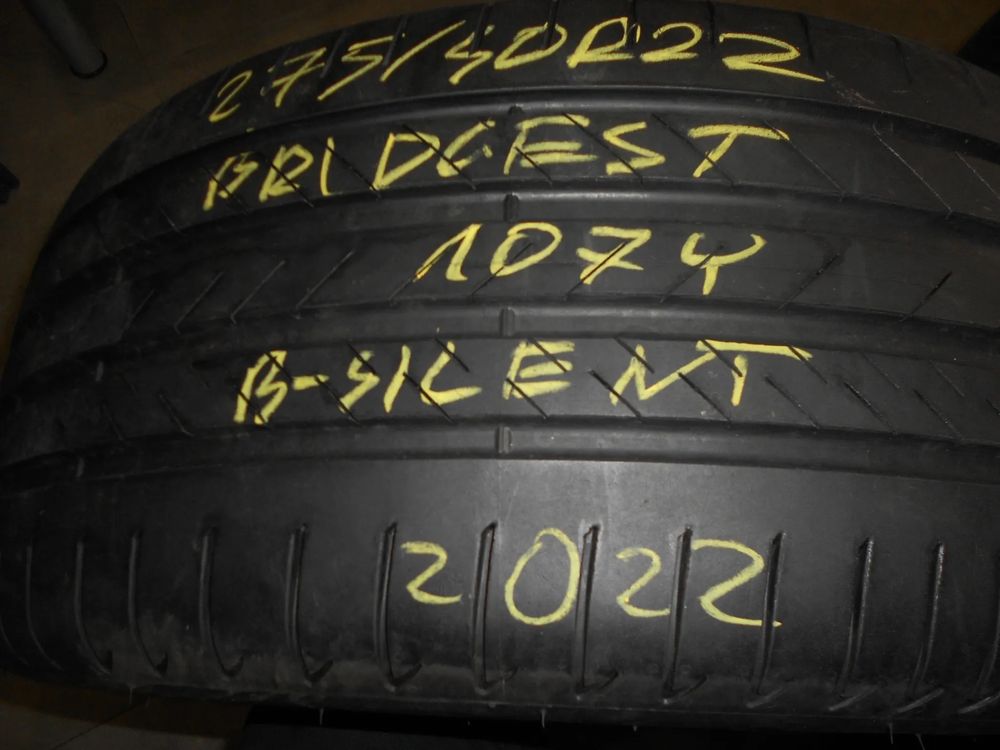 275/40R22
BRIDGEST
107Y
B-SILENT
2022